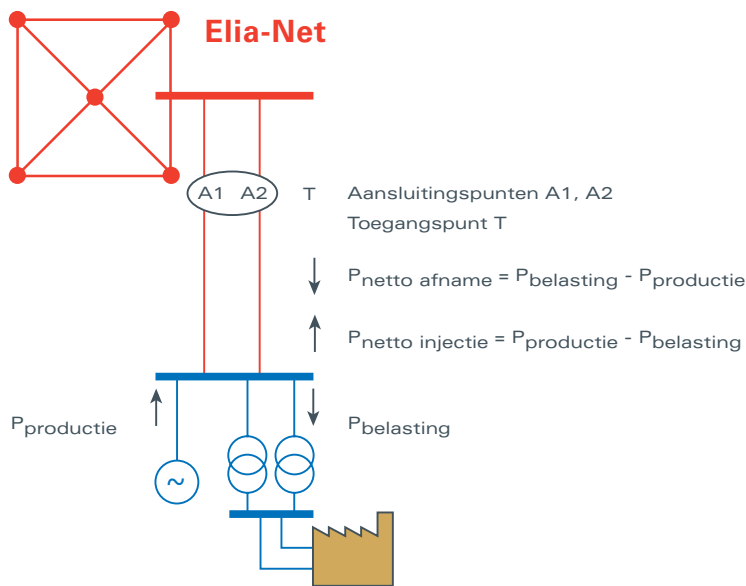 Elia-Net
A1 A2 T Aansluitingspunten A1, A2
Toegangspunt T
Pnetto afname = Pbelasting - Pproductie
Pnetto injectie = Pproductie - Pbelasting
Pproductie
Pbelasting
~